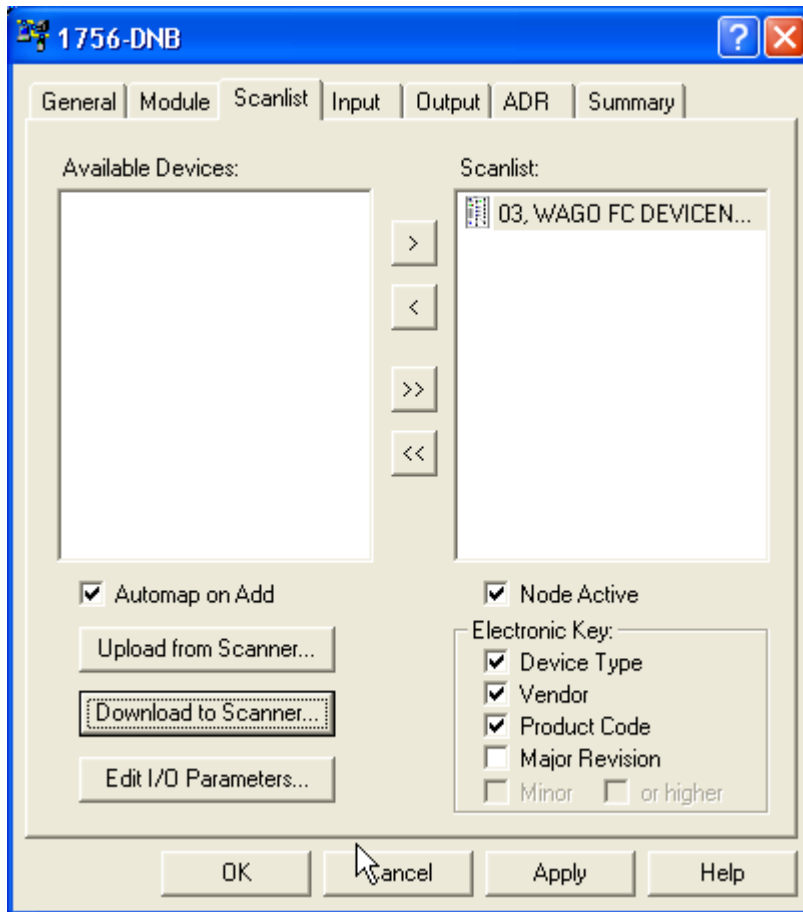 1756-DNB
General Module Scanlist Input Output ADR Summary
Available Devices:
Scanlist:
03, WAGO FC DEVICEN...
>
<
>>
<<
Automap on Add
Node Active
Upload from Scanner...
Electronic Key:
Device Type
Vendor
Download to Scanner...
Product Code
Major Revision
Edit I/O Parameters...
Minor or higher
OK Cancel Apply Help